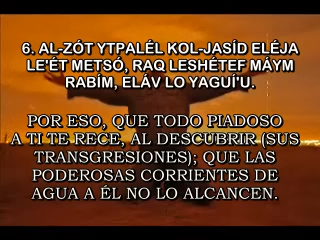 6. AL-ZÓT YTPALÉL KOL-JASÍD ELÉJA
LE'ÉT METSÓ, RAQ LESHÉTEF MÁYM
RABÍM, ELÁV LO YAGUÍ'U.
POR ESO, QUE TODO PIADOSO
A TI TE RECE, AL DESCUBRIR (SUS
TRANSGRESIONES); QUE LAS
PODEROSAS CORRIENTES DE
AGUA A ÉL NO LO ALCANCEN.